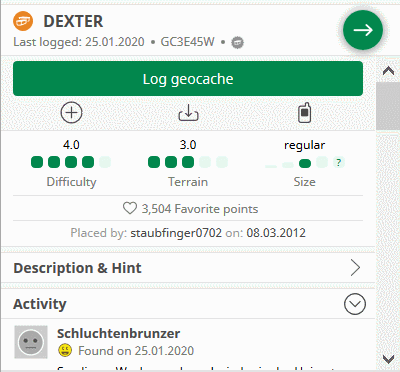 DEXTER
Last logged: 25.01.2020 • GC3E45W •
Log geocache
4.0 3.0 regular
?
Difficulty Terrain Size
3,504 Favorite points
Placed by: staubfinger0702 on: 08.03.2012
Description & Hint
Activity
Schluchtenbrunzer
Found on 25.01.2020